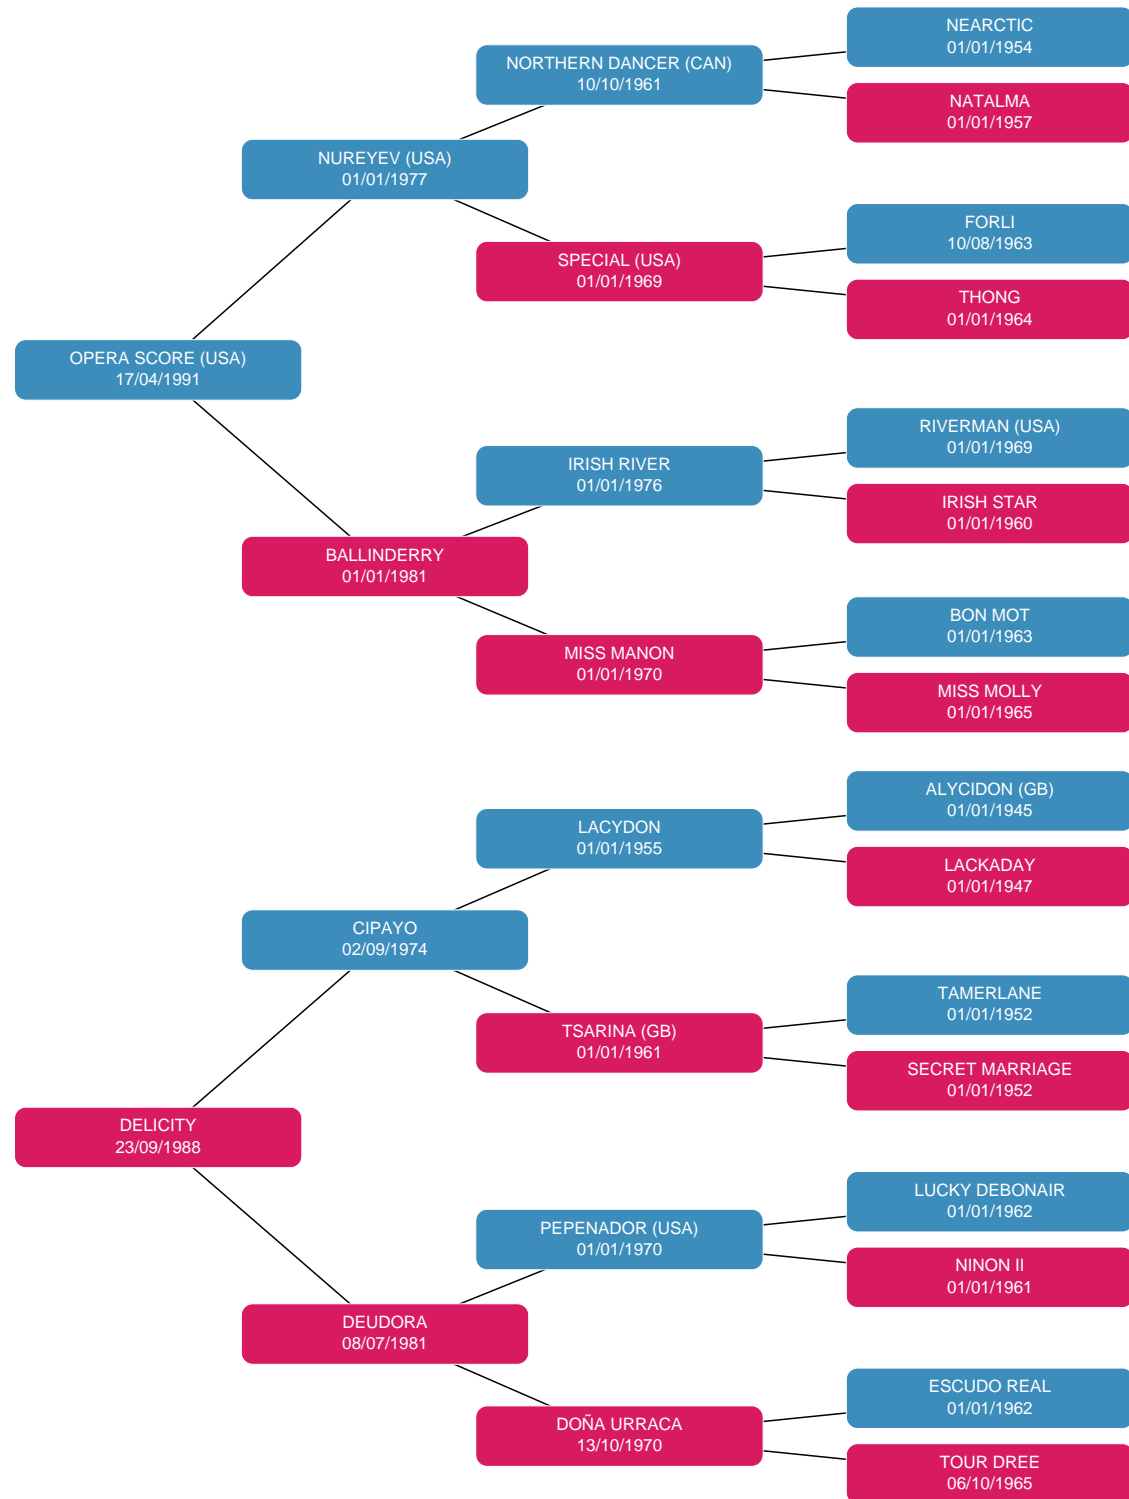 NEARCTIC
01/01/1954
NORTHERN DANCER (CAN)
10/10/1961
NATALMA
01/01/1957
NUREYEV (USA)
01/01/1977
FORLI
10/08/1963
SPECIAL (USA)
01/01/1969
THONG
01/01/1964
OPERA SCORE (USA)
17/04/1991
RIVERMAN (USA)
01/01/1969
IRISH RIVER
01/01/1976
IRISH STAR
01/01/1960
BALLINDERRY
01/01/1981
BON MOT
01/01/1963
MISS MANON
01/01/1970
MISS MOLLY
01/01/1965
ALYCIDON (GB)
01/01/1945
LACYDON
01/01/1955
LACKADAY
01/01/1947
CIPAYO
02/09/1974
TAMERLANE
01/01/1952
TSARINA (GB)
01/01/1961
SECRET MARRIAGE
01/01/1952
DELICITY
23/09/1988
LUCKY DEBONAIR
01/01/1962
PEPENADOR (USA)
01/01/1970
NINON II
01/01/1961
DEUDORA
08/07/1981
ESCUDO REAL
01/01/1962
DOÑA URRACA
13/10/1970
TOUR DREE
06/10/1965